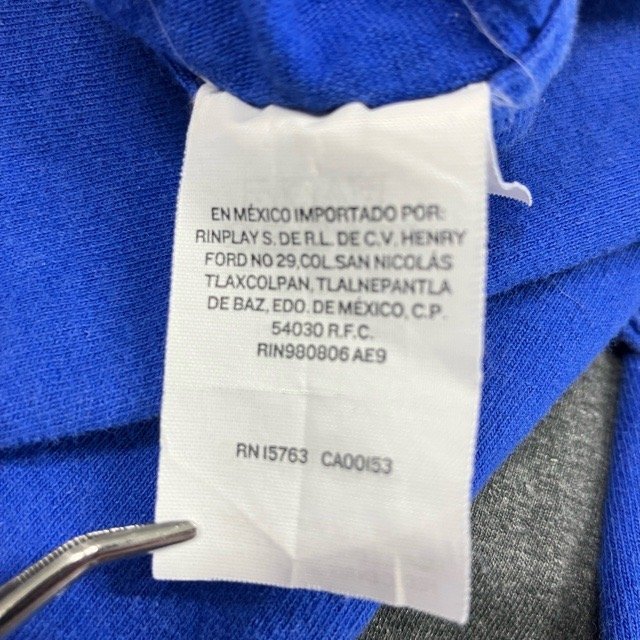 EN MÉXICO IMPORTADO POR:
RINPLAY S. DE R.L. DE C.V. HENRY
FORD NO 29, COL. SAN NICOLÁS
TLAXCOLPAN, TLALNEPANTLA
DE BAZ, EDO. DE MÉXICO, C.P.
54030 R.F.C.
RIN980806 AE9
RN 15763 CA00153